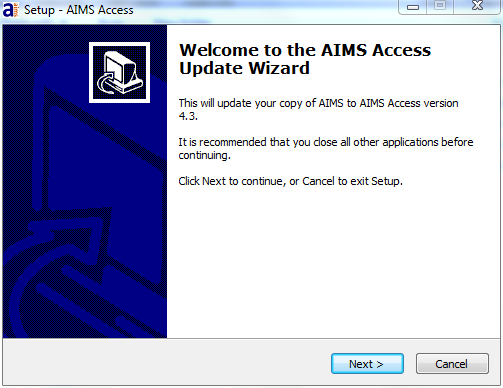 Setup - AIMS Access
Welcome to the AIMS Access
Update Wizard
This will update your copy of AIMS to AIMS Access version
4.3.
It is recommended that you close all other applications before
continuing.
Click Next to continue, or Cancel to exit Setup.
Next >
Cancel